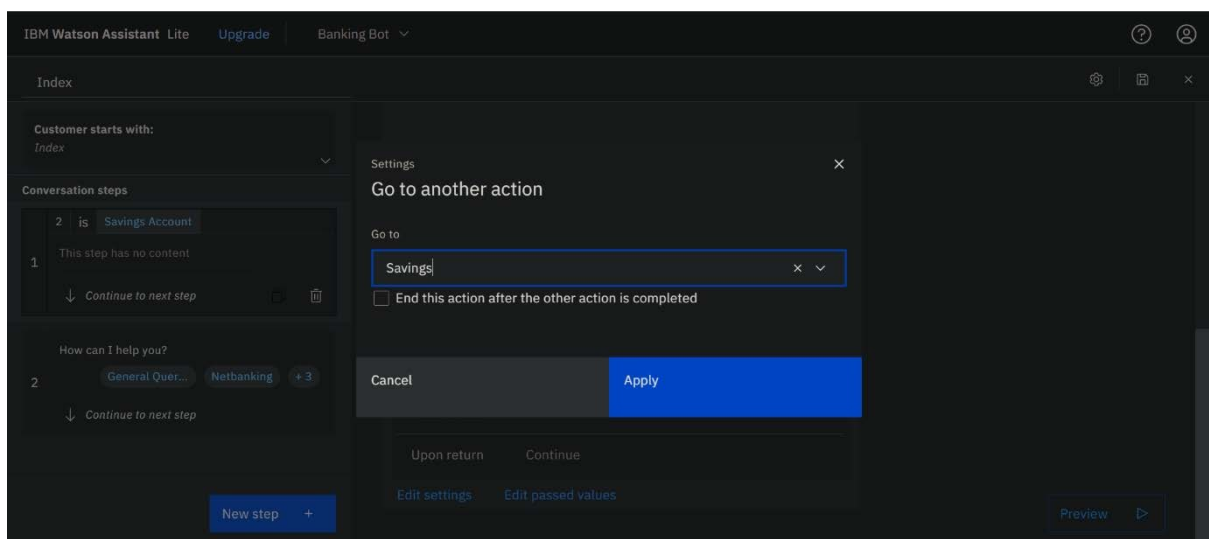 IBM Watson Assistant Lite Upgrade Banking Bot
Index
Customer starts with:
Index
Conversation steps
2 is Savings Account
1
This step has no content
Continue to next step
How can I help you?
2
General Quer... Netbanking + 3
Continue to next step
New step +
Settings
Go to another action
Go to
Savings
End this action after the other action is completed
Cancel Apply
Upon return Continue
Edit settings Edit passed values
Preview